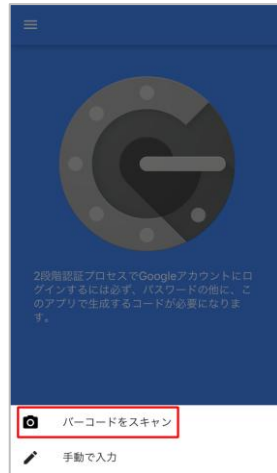 2段階認証プロセスでGoogleアカウントにロ
グインするには必ず、パスワードの他に、こ
のアプリで生成するコードが必要になりま
す。
バーコードをスキャン
手動で入力